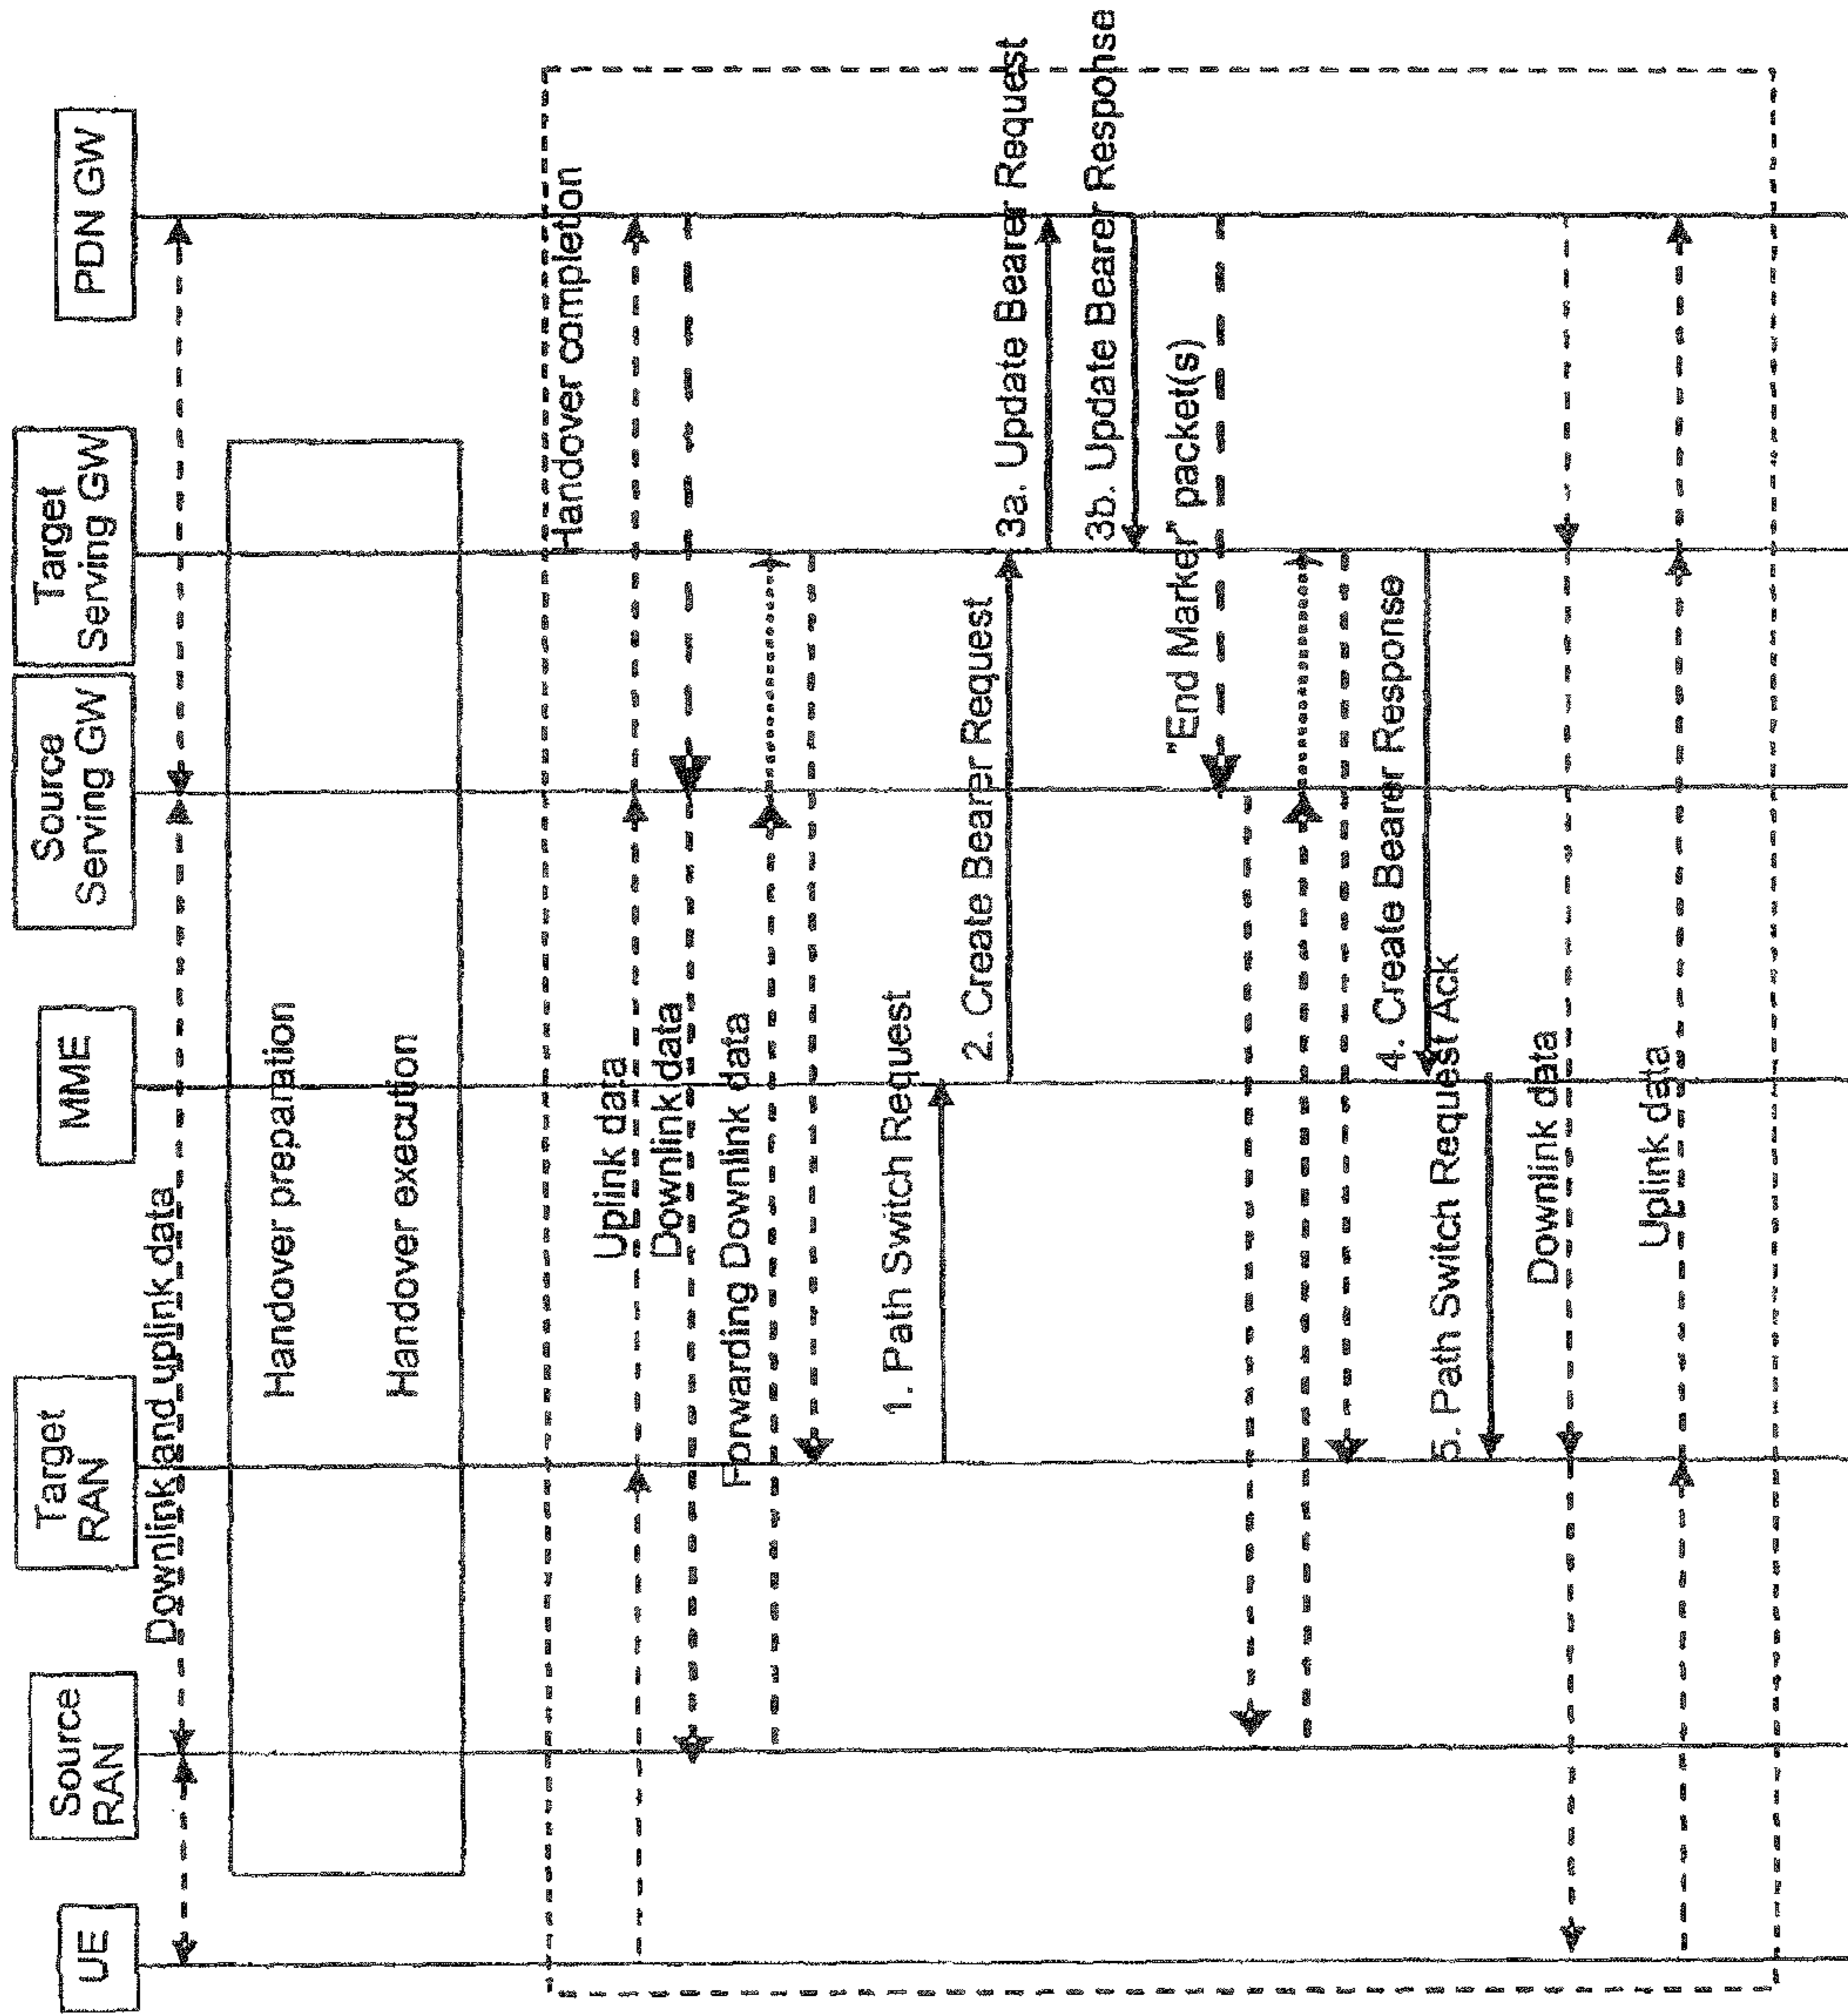 UE
Source
RAN
Target
RAN
MME
Source
Serving GW
Target
Serving GW
PDN GW
Downlink and uplink data
Handover preparation
Handover execution
Handover completion
Uplink data
Downlink data
Forwarding Downlink data
1. Path Switch Request
2. Create Bearer Request
3a. Update Bearer Request
3b. Update Bearer Response
"End Marker" packet(s)
4. Create Bearer Response
5. Path Switch Request Ack
Downlink data
Uplink data